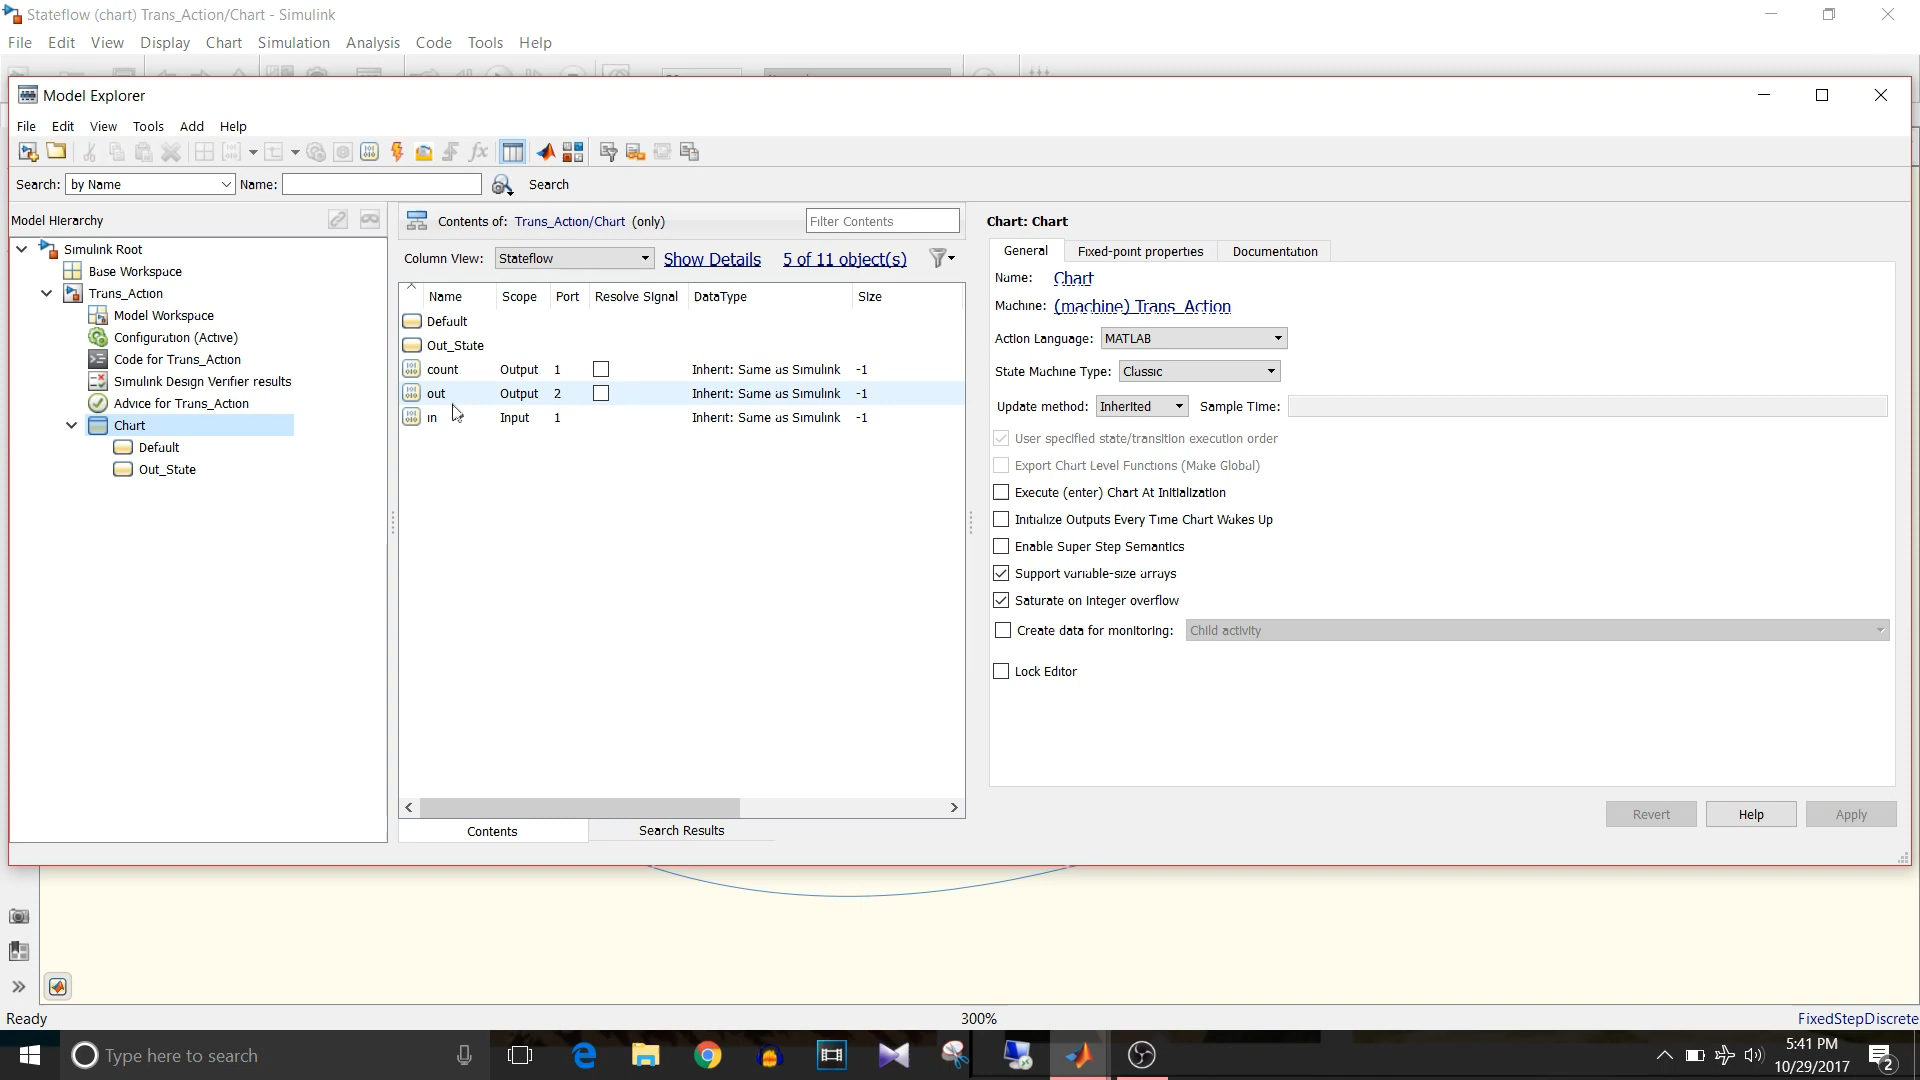 Stateflow (chart) Trans_Action/Chart - Simulink
File Edit View Display Chart Simulation Analysis Code Tools Help
Model Explorer
File Edit View Tools Add Help
Search: by Name Name: Search
Model Hierarchy
Simulink Root
Base Workspace
Trans_Action
Model Workspace
Configuration (Active)
Code for Trans_Action
Simulink Design Verifier results
Advice for Trans_Action
Chart
Default
Out_State
Contents of: Trans_Action/Chart (only) Filter Contents
Column View: Stateflow Show Details 5 of 11 object(s)
Name Scope Port Resolve Signal DataType Size
Default
Out_State
count Output 1 Inherit: Same as Simulink -1
out Output 2 Inherit: Same as Simulink -1
in Input 1 Inherit: Same as Simulink -1
Contents Search Results
Chart: Chart
General Fixed-point properties Documentation
Name: Chart
Machine: (machine) Trans_Action
Action Language: MATLAB
State Machine Type: Classic
Update method: Inherited Sample Time:
User specified state/transition execution order
Export Chart Level Functions (Make Global)
Execute (enter) Chart At Initialization
Initialize Outputs Every Time Chart Wakes Up
Enable Super Step Semantics
Support variable-size arrays
Saturate on integer overflow
Create data for monitoring: Child activity
Lock Editor
Revert Help Apply
Ready 300% FixedStepDiscrete
Type here to search
5:41 PM
10/29/2017
2